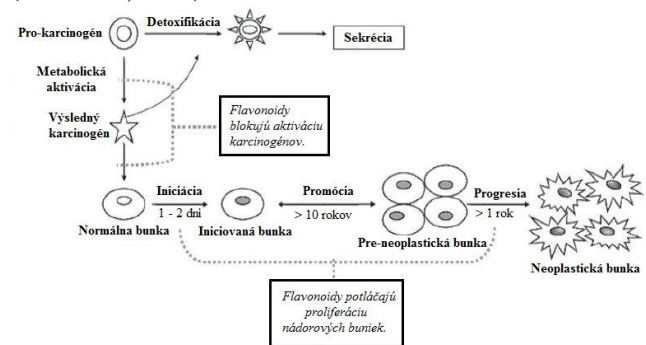 Detoxifikácia
Pro-karcinogén
Sekrécia
Metabolická
aktivácia
Výsledný
karcinogén
Flavonoidy
blokujú aktiváciu
karcinogénov.
Iniciácia
1 - 2 dni
Promócia
> 10 rokov
Progresia
> 1 rok
Normálna bunka
Iniciovaná bunka
Pre-neoplastická bunka
Neoplastická bunka
Flavonoidy potláčajú
proliferáciu
nádorových buniek.